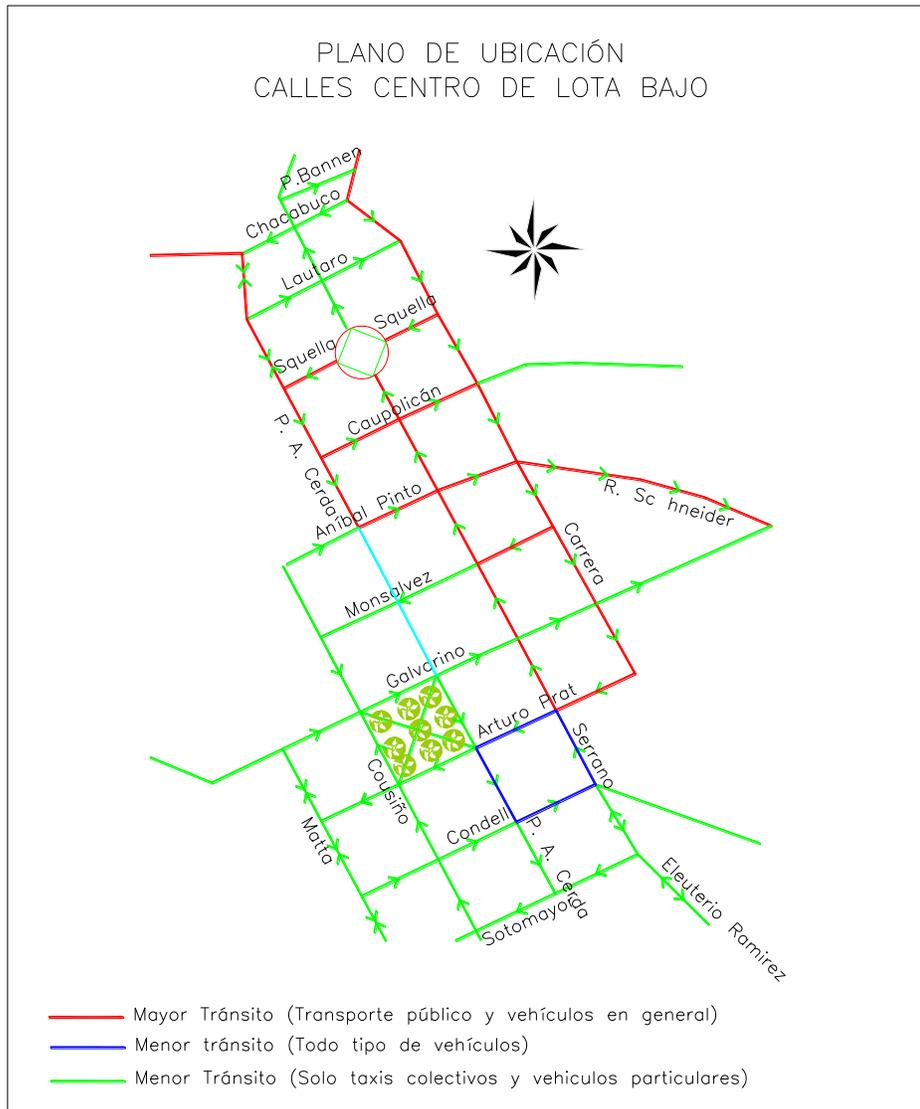 PLANO DE UBICACIÓN
CALLES CENTRO DE LOTA BAJO
P.Bannen
Chacabuco
Lautaro
Squella
Squella
Caupolicán
P. A. Cerda
Aníbal Pinto
R. Sc hneider
Carrera
Monsalvez
Galvarino
Arturo Prat
Serrano
Cousiño
Matta
Condell
P. A. Cerda
Eleuterio Ramirez
Sotomayor
Mayor Tránsito (Transporte público y vehículos en general)
Menor tránsito (Todo tipo de vehículos)
Menor Tránsito (Solo taxis colectivos y vehiculos particulares)